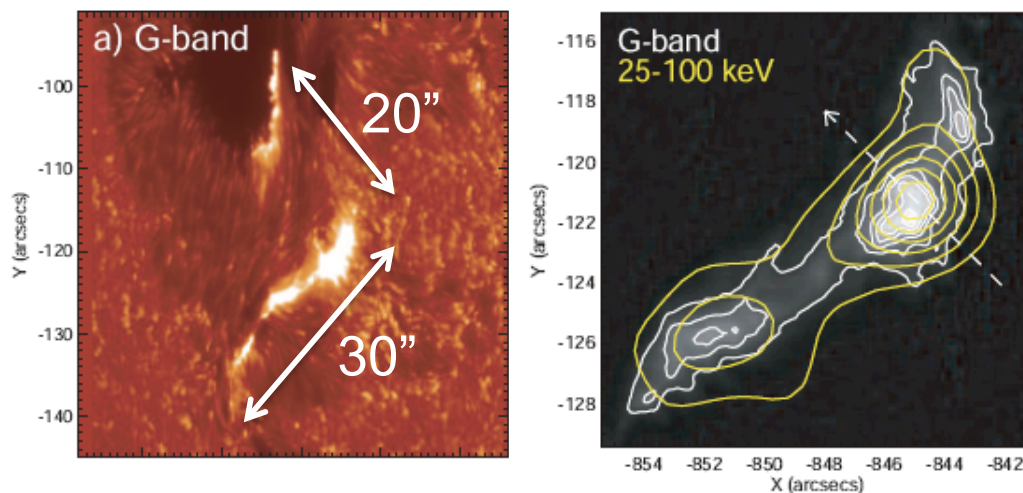 a) G-band
20”
30”
-100
-110
-120
-130
-140
Y (arcsecs)
G-band
25-100 keV
-116
-118
-120
-122
-124
-126
-128
Y (arcsecs)
-854 -852 -850 -848 -846 -844 -842
X (arcsecs)